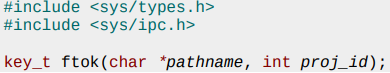 #include <sys/types.h>
#include <sys/ipc.h>
key_t ftok(char *pathname, int proj_id);